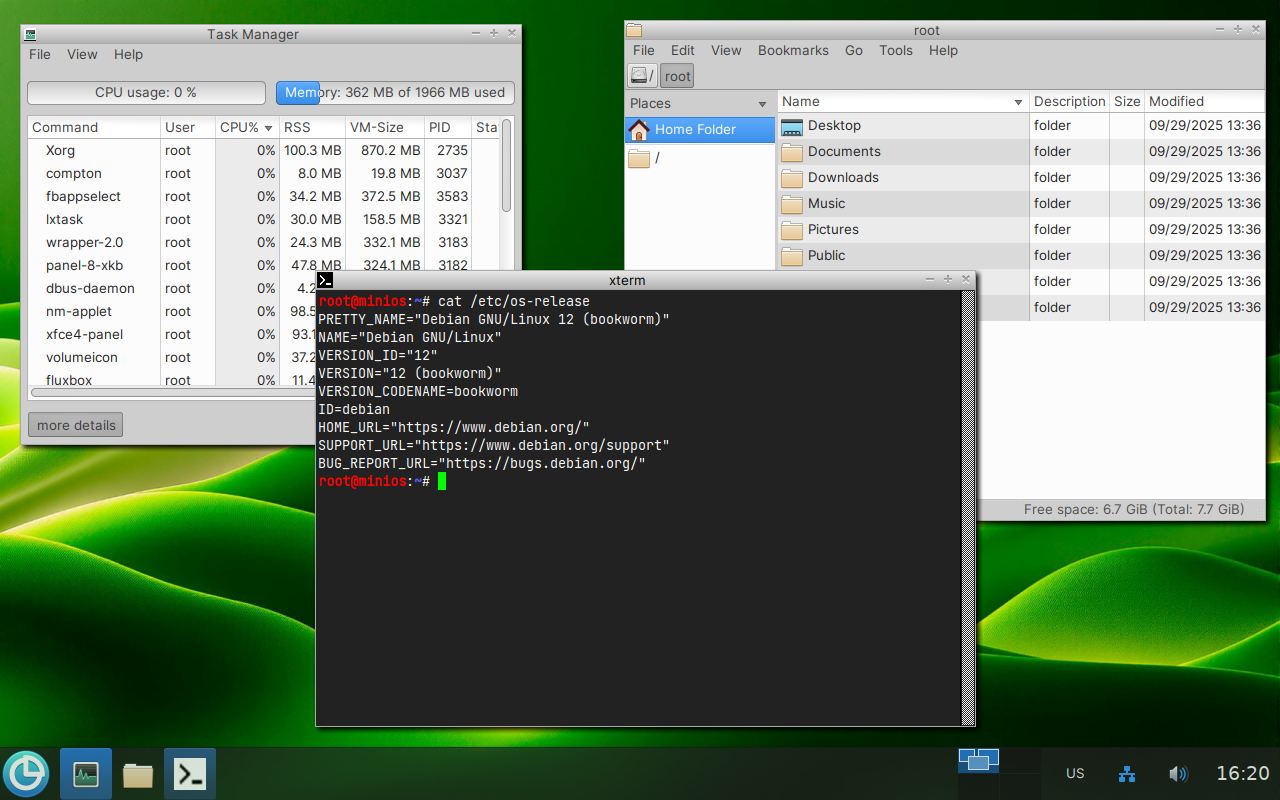 Task Manager
File View Help
CPU usage: 0 %
Memory: 362 MB of 1966 MB used
Command User CPU% RSS VM-Size PID Sta
Xorg root 0% 100.3 MB 870.2 MB 2735
compton root 0% 8.0 MB 19.8 MB 3037
fbappselect root 0% 34.2 MB 372.5 MB 3583
lxtask root 0% 30.0 MB 158.5 MB 3321
wrapper-2.0 root 0% 24.3 MB 332.1 MB 3183
panel-8-xkb root 0% 47.8 MB 324.1 MB 3182
dbus-daemon root 0% 4.2
nm-applet root 0% 98.5
xfce4-panel root 0% 93.1
volumeicon root 0% 37.2
fluxbox root 0% 11.4
more details
root
File Edit View Bookmarks Go Tools Help
/ root
Places
Home Folder
/
Name Description Size Modified
Desktop folder 09/29/2025 13:36
Documents folder 09/29/2025 13:36
Downloads folder 09/29/2025 13:36
Music folder 09/29/2025 13:36
Pictures folder 09/29/2025 13:36
Public folder 09/29/2025 13:36
folder 09/29/2025 13:36
folder 09/29/2025 13:36
Free space: 6.7 GiB (Total: 7.7 GiB)
xterm
root@minios:~# cat /etc/os-release
PRETTY_NAME="Debian GNU/Linux 12 (bookworm)"
NAME="Debian GNU/Linux"
VERSION_ID="12"
VERSION="12 (bookworm)"
VERSION_CODENAME=bookworm
ID=debian
HOME_URL="https://www.debian.org/"
SUPPORT_URL="https://www.debian.org/support"
BUG_REPORT_URL="https://bugs.debian.org/"
root@minios:~#
US 16:20